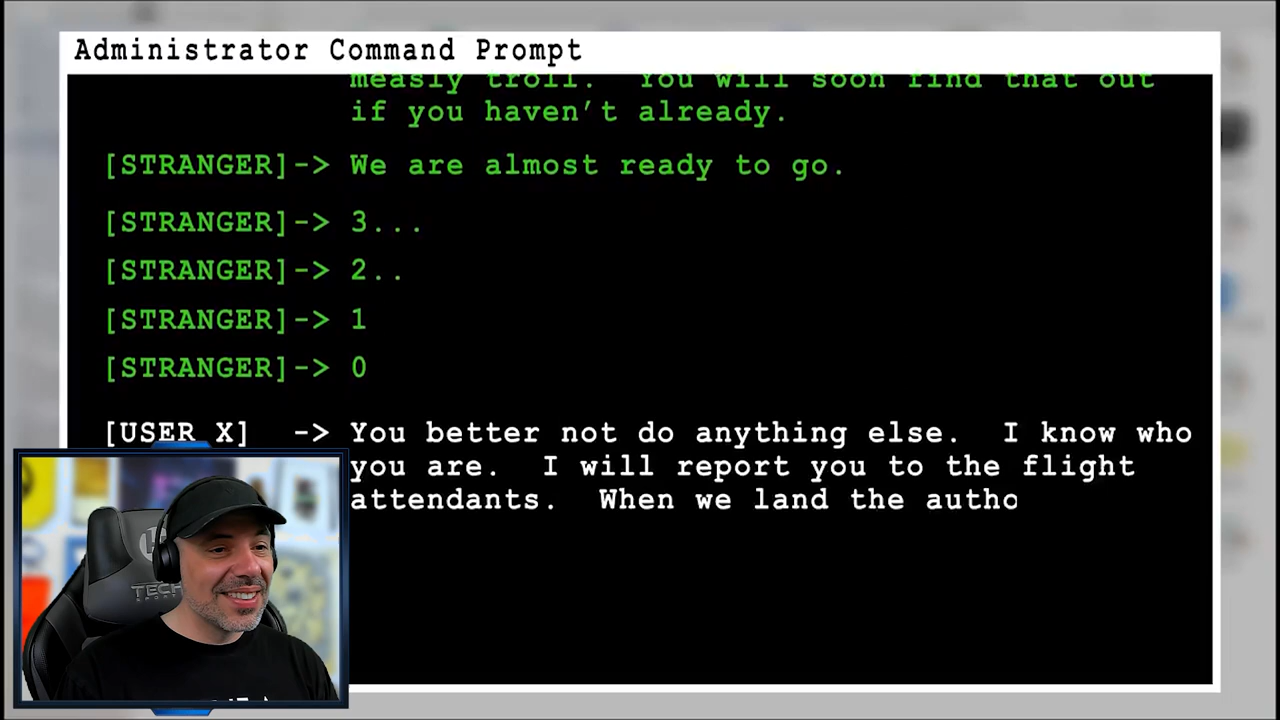 Administrator Command Prompt
measly troll. You will soon find that out
if you haven't already.
[STRANGER]-> We are almost ready to go.
[STRANGER]-> 3...
[STRANGER]-> 2..
[STRANGER]-> 1
[STRANGER]-> 0
[USER X] -> You better not do anything else. I know who
you are. I will report you to the flight
attendants. When we land the autho
TECH